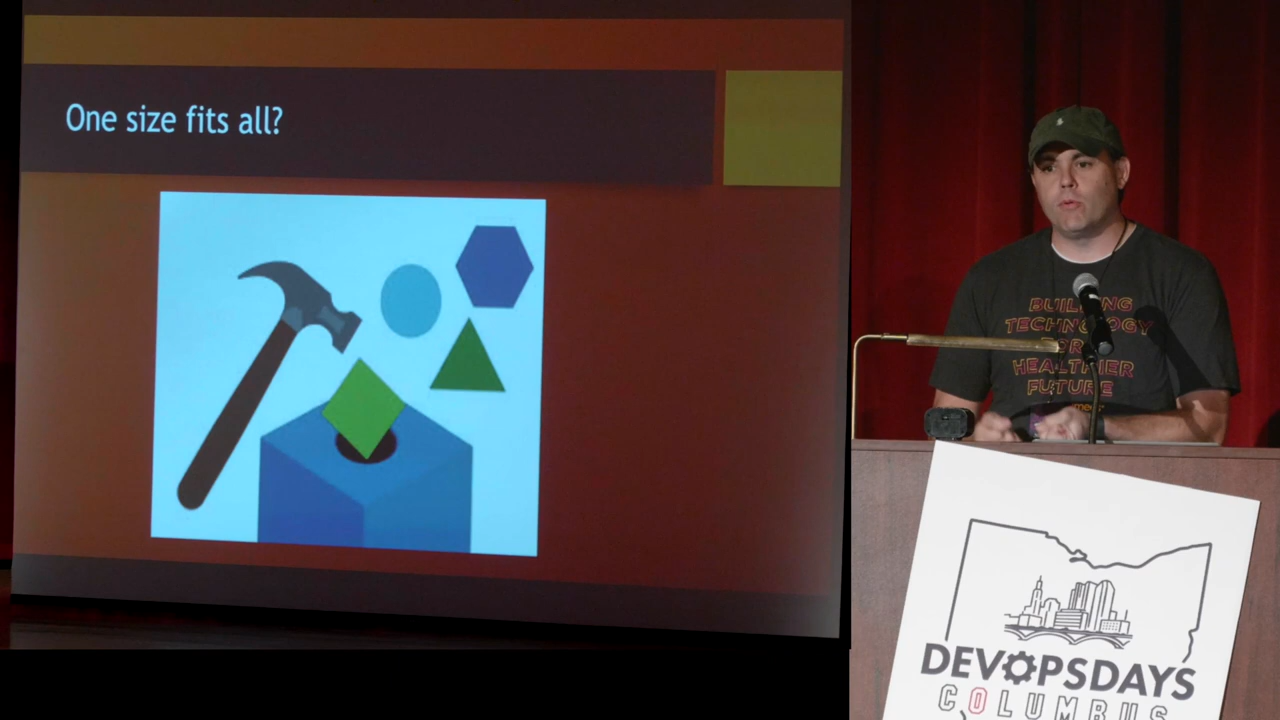 One size fits all?
BUILDING
TECHNOLOGY
HEALTHIER
FUTURE
DEVOPSDAYS
COLUMBUS